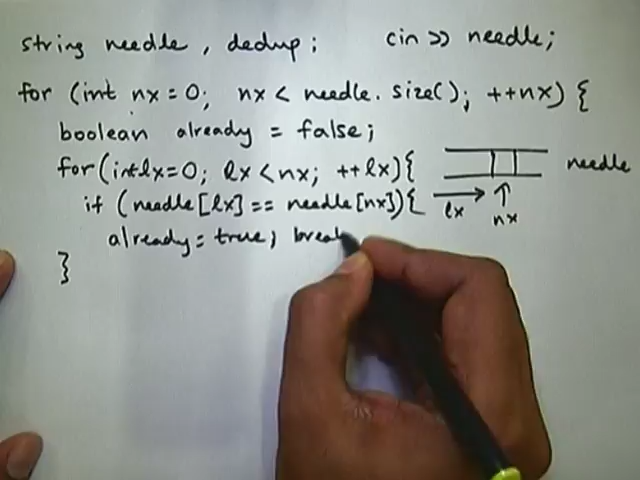 string needle, dedup;   cin >> needle;
for (int nx = 0; nx < needle.size(); ++nx) {
boolean already = false;
for(int lx=0; lx < nx; ++lx){   needle
if (needle[lx] == needle[nx]){   lx   nx
already = true; break
}